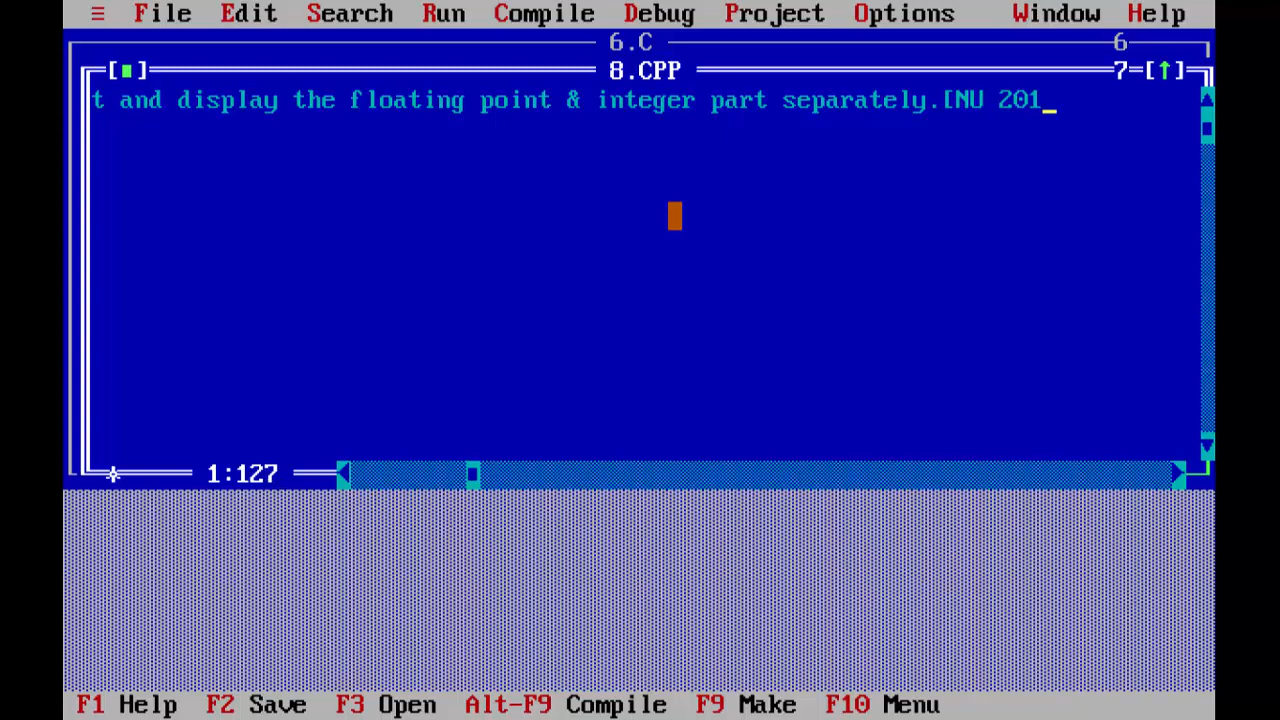 ≡ File Edit Search Run Compile Debug Project Options Window Help
6.C 6
[■] 8.CPP 7=[↑]
t and display the floating point & integer part separately.[NU 201_
1:127
F1 Help F2 Save F3 Open Alt-F9 Compile F9 Make F10 Menu